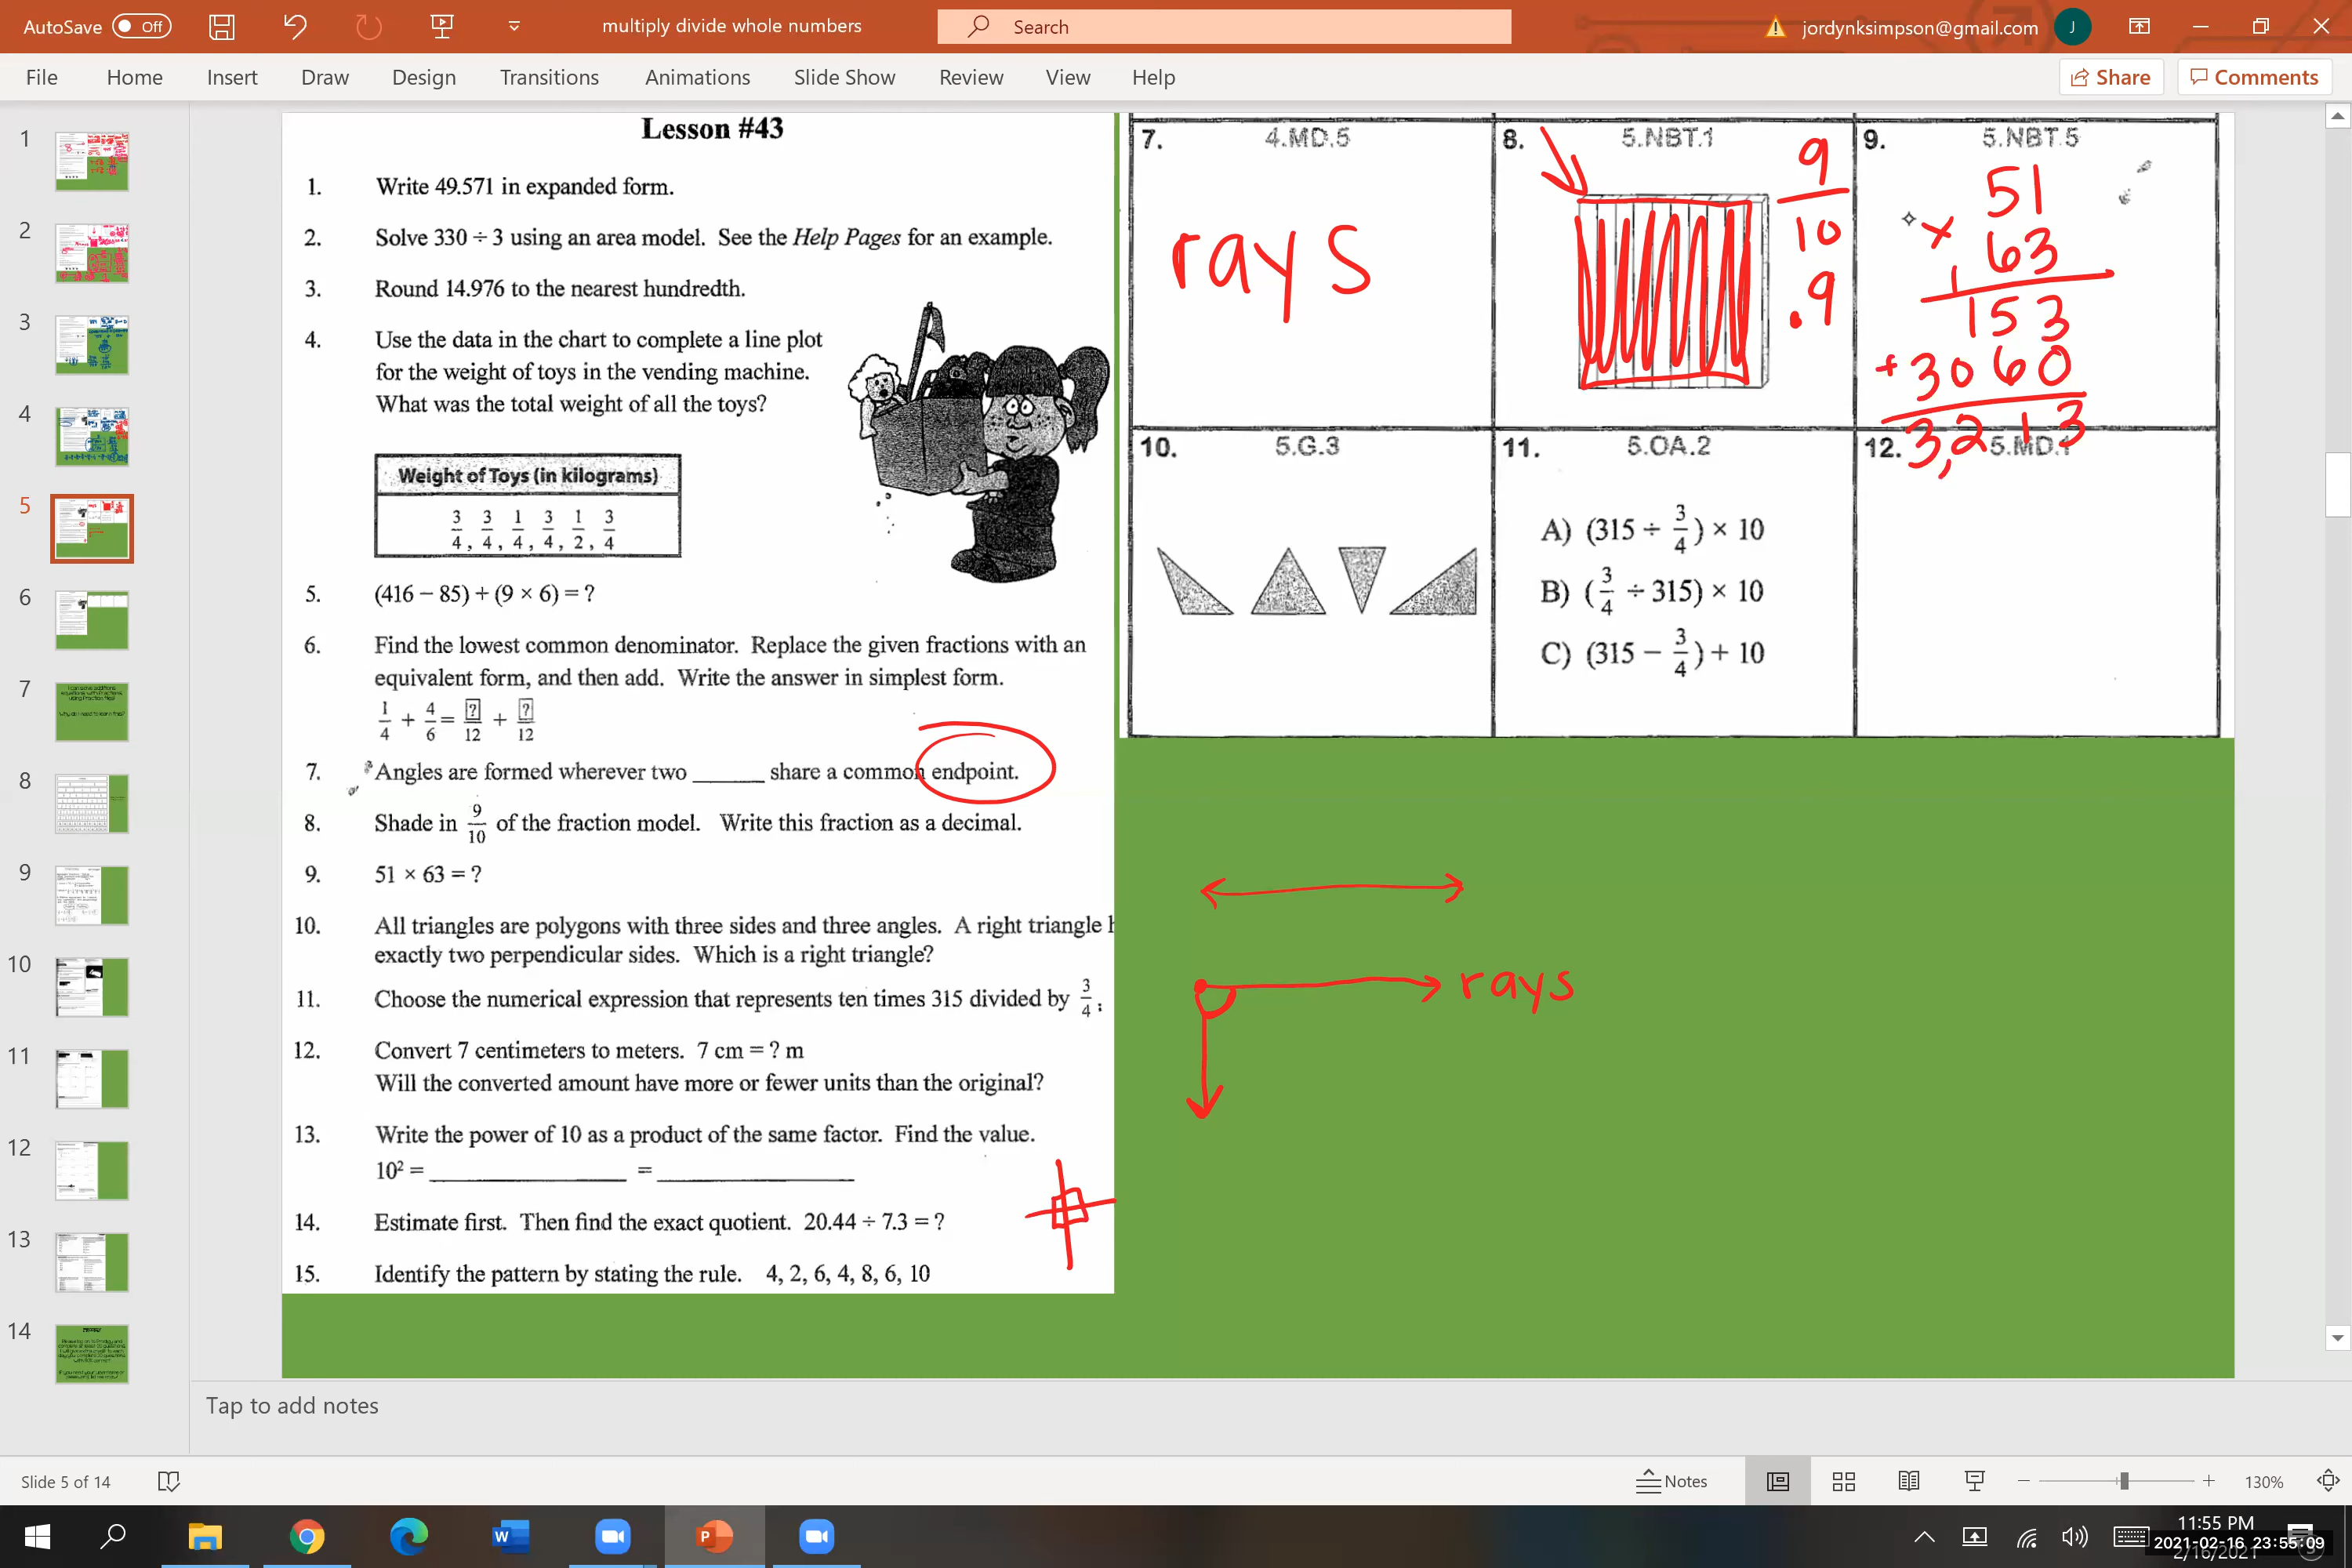 AutoSave Off
multiply divide whole numbers
Search
jordynksimpson@gmail.com
J
File Home Insert Draw Design Transitions Animations Slide Show Review View Help
Share
Comments
1
2
3
4
5
6
7
8
9
10
11
12
13
14
Lesson #43
1. Write 49.571 in expanded form.
2. Solve 330 ÷ 3 using an area model. See the Help Pages for an example.
3. Round 14.976 to the nearest hundredth.
4. Use the data in the chart to complete a line plot
for the weight of toys in the vending machine.
What was the total weight of all the toys?
Weight of Toys (in kilograms)
3/4, 3/4, 1/4, 3/4, 1/2, 3/4
5. (416 – 85) + (9 × 6) = ?
6. Find the lowest common denominator. Replace the given fractions with an
equivalent form, and then add. Write the answer in simplest form.
1/4 + 4/6 = ?/12 + ?/12
7. Angles are formed wherever two ______ share a common endpoint.
8. Shade in 9/10 of the fraction model. Write this fraction as a decimal.
9. 51 × 63 = ?
10. All triangles are polygons with three sides and three angles. A right triangle h
exactly two perpendicular sides. Which is a right triangle?
11. Choose the numerical expression that represents ten times 315 divided by 3/4
12. Convert 7 centimeters to meters. 7 cm = ? m
Will the converted amount have more or fewer units than the original?
13. Write the power of 10 as a product of the same factor. Find the value.
10² = ____________ = ____________
14. Estimate first. Then find the exact quotient. 20.44 ÷ 7.3 = ?
15. Identify the pattern by stating the rule. 4, 2, 6, 4, 8, 6, 10
7. 4.MD.5
rays
8. 5.NBT.1
9/10
.9
9. 5.NBT.5
51
× 63
1
153
+ 3060
3,213
10. 5.G.3
11. 5.OA.2
A) (315 ÷ 3/4) × 10
B) (3/4 ÷ 315) × 10
C) (315 − 3/4) + 10
12. 5.MD.1
rays
Tap to add notes
Slide 5 of 14
Notes
130%
11:55 PM
2021-02-16 23:55:09